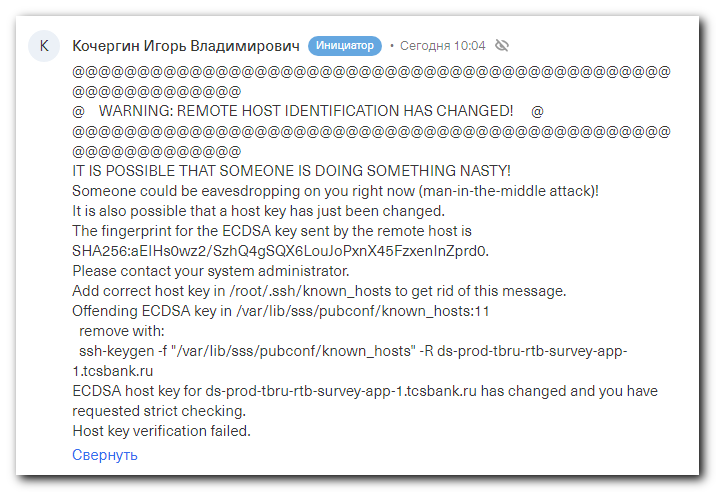 К
Кочергин Игорь Владимирович Инициатор • Сегодня 10:04
@@@@@@@@@@@@@@@@@@@@@@@@@@@@@@@@@@@@@@@@@@@@@@
@@@@@@@@@@@@@
@ WARNING: REMOTE HOST IDENTIFICATION HAS CHANGED! @
@@@@@@@@@@@@@@@@@@@@@@@@@@@@@@@@@@@@@@@@@@@@@@
@@@@@@@@@@@@@
IT IS POSSIBLE THAT SOMEONE IS DOING SOMETHING NASTY!
Someone could be eavesdropping on you right now (man-in-the-middle attack)!
It is also possible that a host key has just been changed.
The fingerprint for the ECDSA key sent by the remote host is
SHA256:aEIHs0wz2/SzhQ4gSQX6LouJoPxnX45FzxenInZprd0.
Please contact your system administrator.
Add correct host key in /root/.ssh/known_hosts to get rid of this message.
Offending ECDSA key in /var/lib/sss/pubconf/known_hosts:11
remove with:
ssh-keygen -f "/var/lib/sss/pubconf/known_hosts" -R ds-prod-tbru-rtb-survey-app-
1.tcsbank.ru
ECDSA host key for ds-prod-tbru-rtb-survey-app-1.tcsbank.ru has changed and you have
requested strict checking.
Host key verification failed.
Свернуть